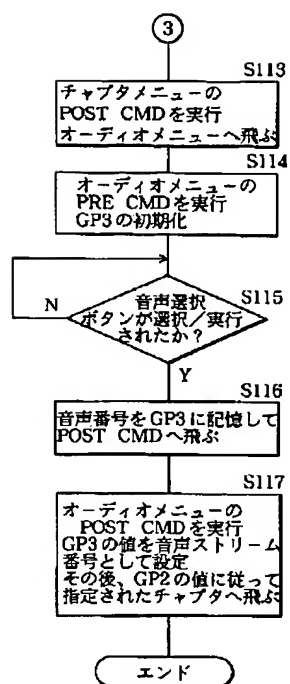 3
S113
チャプタメニューの
POST CMDを実行
オーディオメニューへ飛ぶ
S114
オーディオメニューの
PRE CMDを実行
GP3の初期化
S115
音声選択
ボタンが選択/実行
されたか?
N
Y
S116
音声番号をGP3に記憶して
POST CMDへ飛ぶ
S117
オーディオメニューの
POST CMDを実行
GP3の値を音声ストリーム
番号として設定
その後、GP2の値に従って
指定されたチャプタへ飛ぶ
エンド